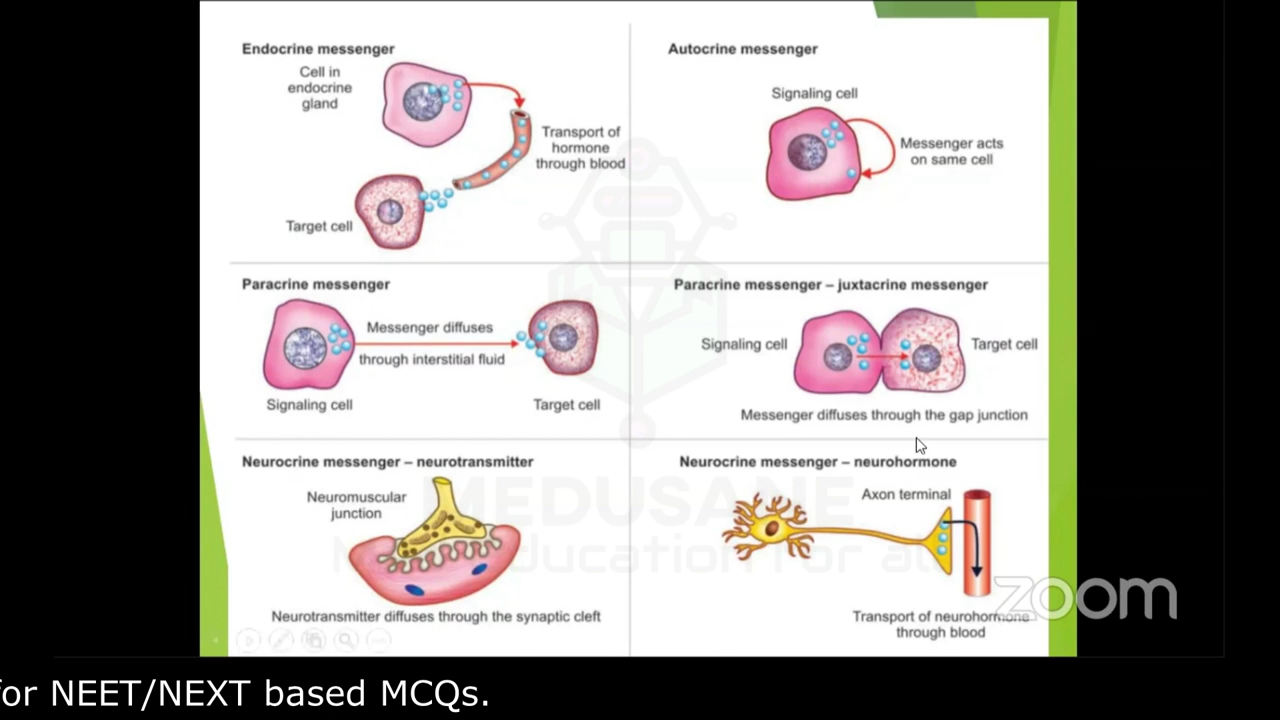 Endocrine messenger
Cell in
endocrine
gland
Transport of
hormone
through blood
Target cell
Autocrine messenger
Signaling cell
Messenger acts
on same cell
Paracrine messenger
Messenger diffuses
through interstitial fluid
Signaling cell
Target cell
Paracrine messenger – juxtacrine messenger
Signaling cell
Target cell
Messenger diffuses through the gap junction
Neurocrine messenger – neurotransmitter
Neuromuscular
junction
Neurotransmitter diffuses through the synaptic cleft
Neurocrine messenger – neurohormone
Axon terminal
Transport of neurohormone
through blood
MEDUSANE
zoom
for NEET/NEXT based MCQs.